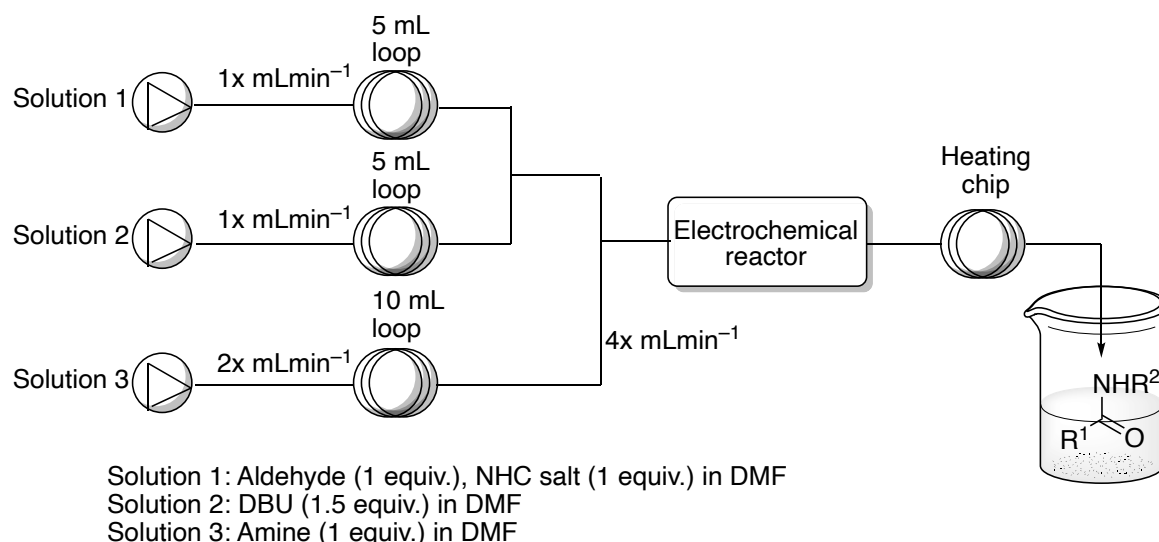 5 mL
loop
Solution 1
1x mLmin⁻¹
5 mL
loop
Solution 2
1x mLmin⁻¹
10 mL
loop
Solution 3
2x mLmin⁻¹
4x mLmin⁻¹
Electrochemical
reactor
Heating
chip
NHR²
R¹
O
Solution 1: Aldehyde (1 equiv.), NHC salt (1 equiv.) in DMF
Solution 2: DBU (1.5 equiv.) in DMF
Solution 3: Amine (1 equiv.) in DMF